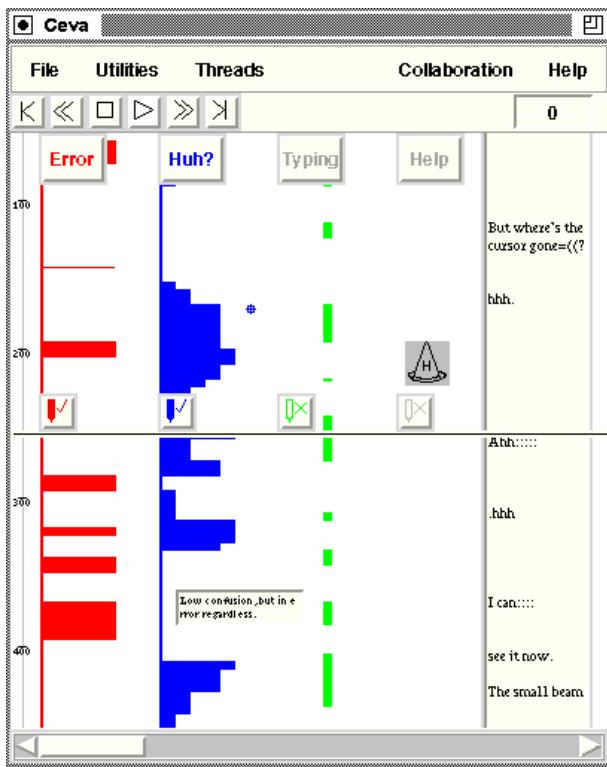 Ceva
File Utilities Threads Collaboration Help
0
Error Huh? Typing Help
100
But where's the
cursor gone=((?
hhh.
200
H
Ahh:::::
300
.hhh
Low confusion, but in e
rror regardless.
I can::::
400
see it now.
The small beam